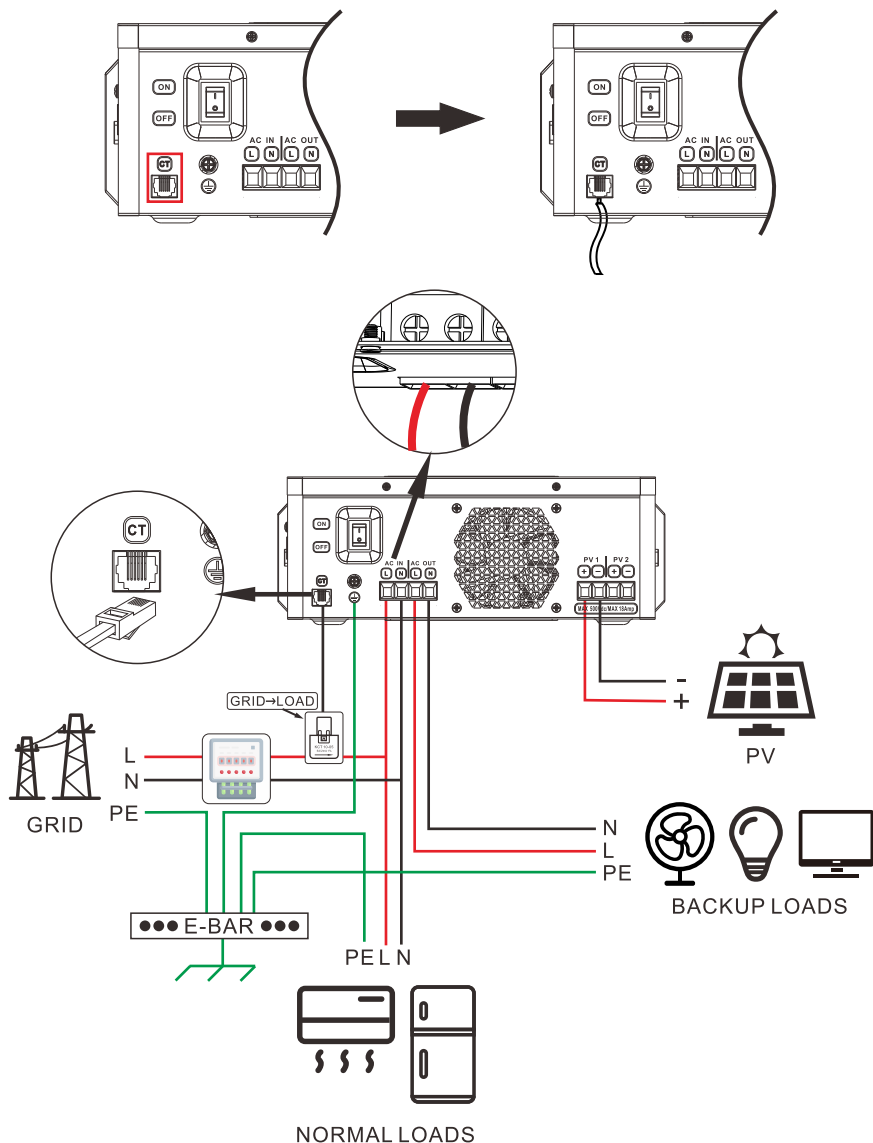 ON
OFF
AC IN AC OUT
L N L N
CT
ON
OFF
AC IN AC OUT
L N L N
CT
CT
ON
OFF
AC IN AC OUT
L N L N
CT
PV 1 PV 2
+ - + -
GRID→LOAD
L
N
PE
GRID
-
+
PV
N
L
PE
BACKUP LOADS
E-BAR
PE L N
NORMAL LOADS